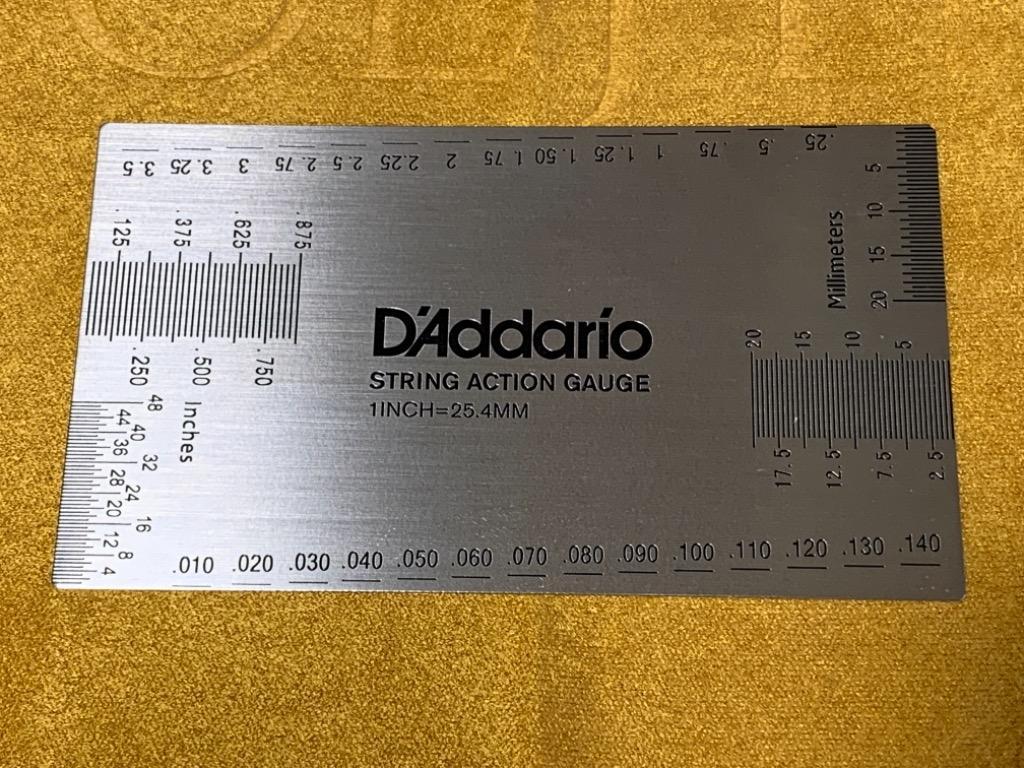 .25 .5 .75 1 1.25 1.50 1.75 2 2.25 2.5 2.75 3 3.25 3.5
.125 .375 .625 .875
.250 .500 .750
Inches
48 40 32 24 16 8
44 36 28 20 12 4
D'Addario
STRING ACTION GAUGE
1INCH=25.4MM
5 10 15 20
Millimeters
20 15 10 5
17.5 12.5 7.5 2.5
.010 .020 .030 .040 .050 .060 .070 .080 .090 .100 .110 .120 .130 .140